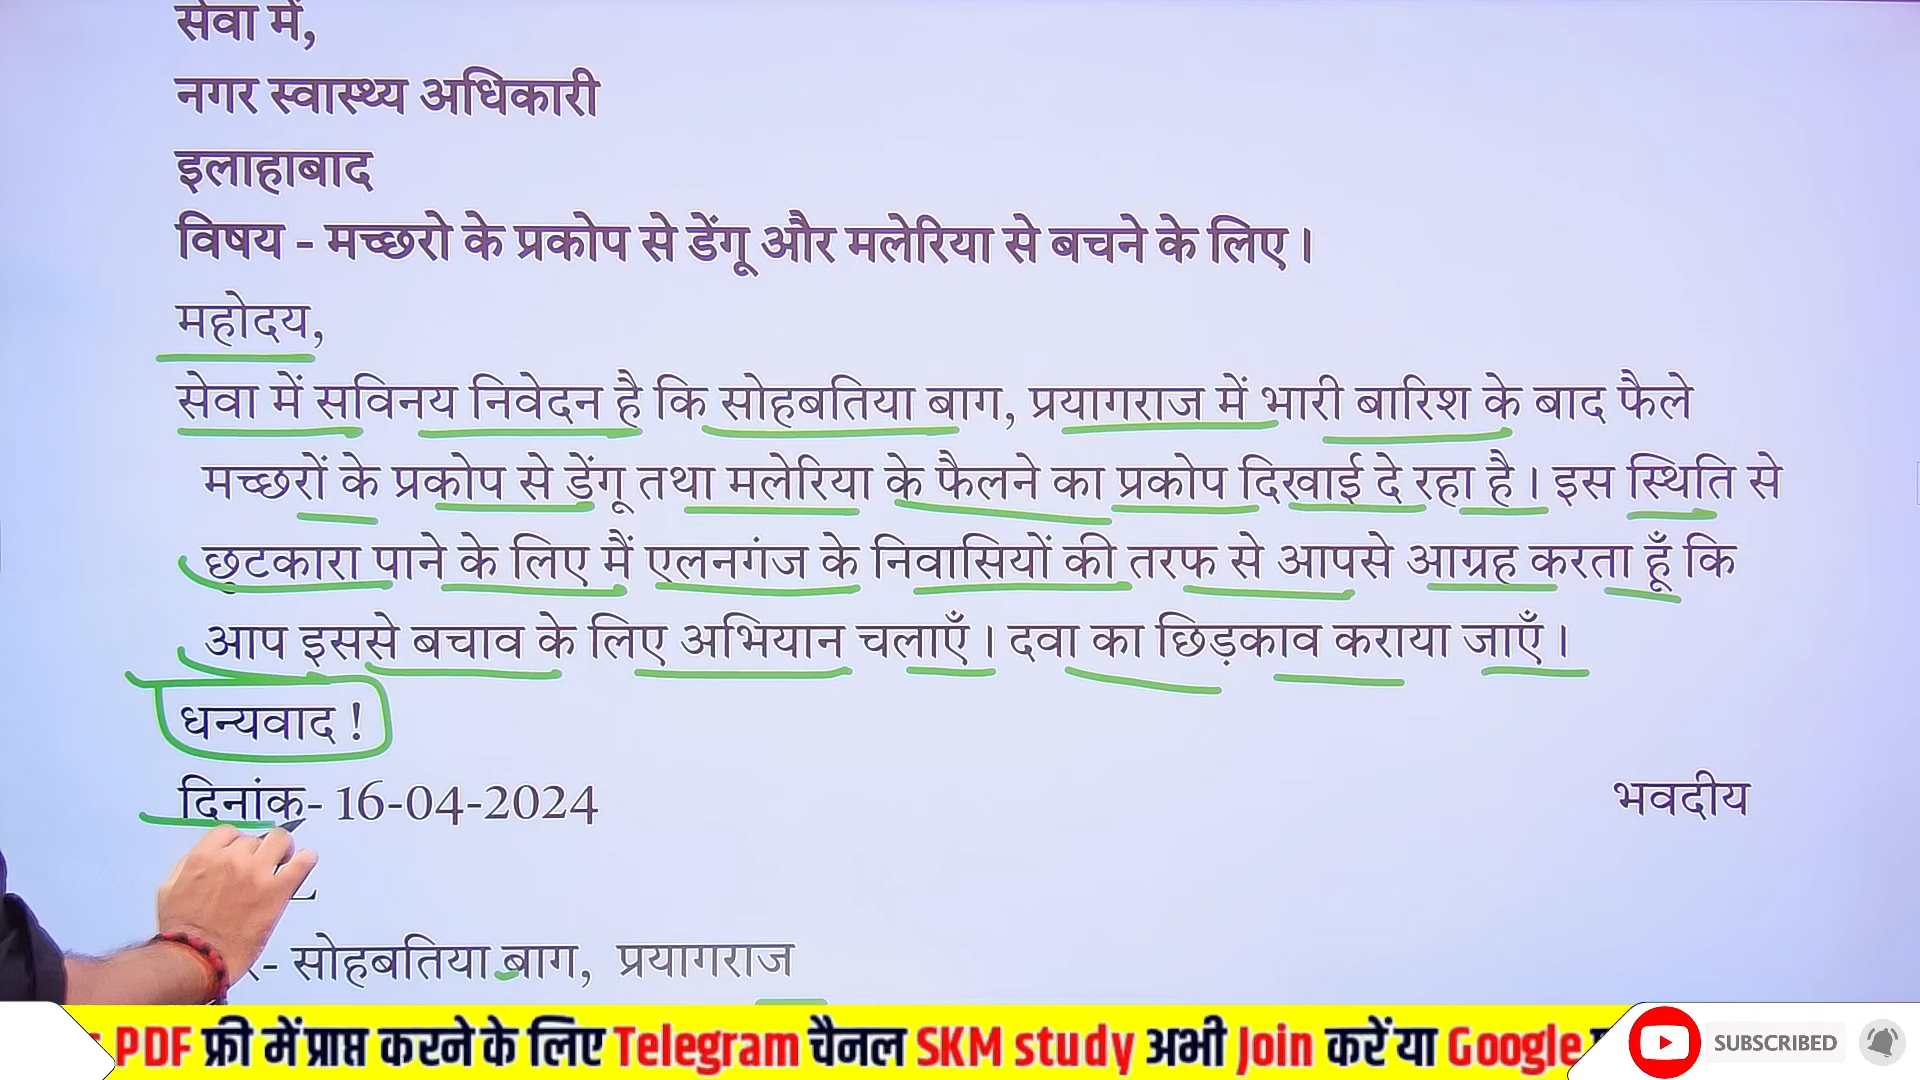 सेवा में,
नगर स्वास्थ्य अधिकारी
इलाहाबाद
विषय - मच्छरो के प्रकोप से डेंगू और मलेरिया से बचने के लिए ।
महोदय,
सेवा में सविनय निवेदन है कि सोहबतिया बाग, प्रयागराज में भारी बारिश के बाद फैले
मच्छरों के प्रकोप से डेंगू तथा मलेरिया के फैलने का प्रकोप दिखाई दे रहा है । इस स्थिति से
छुटकारा पाने के लिए मैं एलनगंज के निवासियों की तरफ से आपसे आग्रह करता हूँ कि
आप इससे बचाव के लिए अभियान चलाएँ । दवा का छिड़काव कराया जाएँ ।
धन्यवाद !
दिनांक- 16-04-2024 भवदीय
- सोहबतिया बाग, प्रयागराज
PDF फ्री में प्राप्त करने के लिए Telegram चैनल SKM study अभी Join करें या Google
SUBSCRIBED